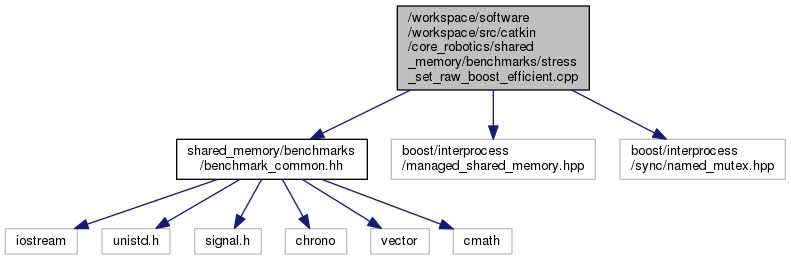 /workspace/software
/workspace/src/catkin
/core_robotics/shared
_memory/benchmarks/stress
_set_raw_boost_efficient.cpp
shared_memory/benchmarks
/benchmark_common.hh
boost/interprocess
/managed_shared_memory.hpp
boost/interprocess
/sync/named_mutex.hpp
iostream
unistd.h
signal.h
chrono
vector
cmath